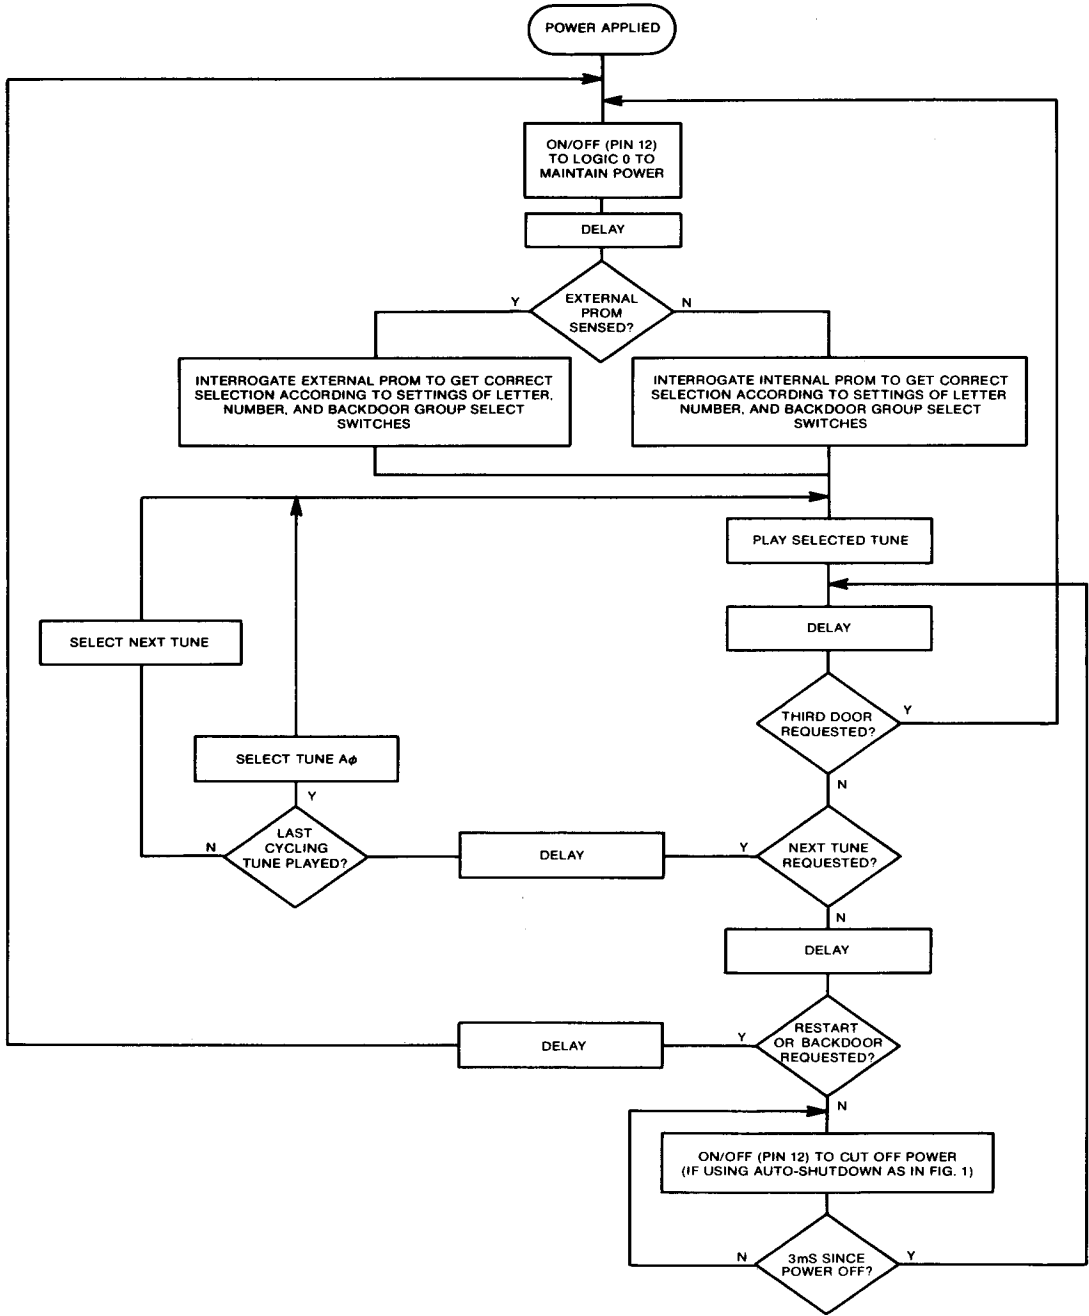 POWER APPLIED
ON/OFF (PIN 12)
TO LOGIC 0 TO
MAINTAIN POWER
DELAY
EXTERNAL
PROM
SENSED?
Y
N
INTERROGATE EXTERNAL PROM TO GET CORRECT
SELECTION ACCORDING TO SETTINGS OF LETTER,
NUMBER, AND BACKDOOR GROUP SELECT
SWITCHES
INTERROGATE INTERNAL PROM TO GET CORRECT
SELECTION ACCORDING TO SETTINGS OF LETTER
NUMBER, AND BACKDOOR GROUP SELECT
SWITCHES
PLAY SELECTED TUNE
DELAY
SELECT NEXT TUNE
THIRD DOOR
REQUESTED?
Y
N
SELECT TUNE Aϕ
Y
LAST
CYCLING
TUNE PLAYED?
N
DELAY
Y
NEXT TUNE
REQUESTED?
N
DELAY
RESTART
OR BACKDOOR
REQUESTED?
Y
DELAY
N
ON/OFF (PIN 12) TO CUT OFF POWER
(IF USING AUTO-SHUTDOWN AS IN FIG. 1)
N
3mS SINCE
POWER OFF?
Y